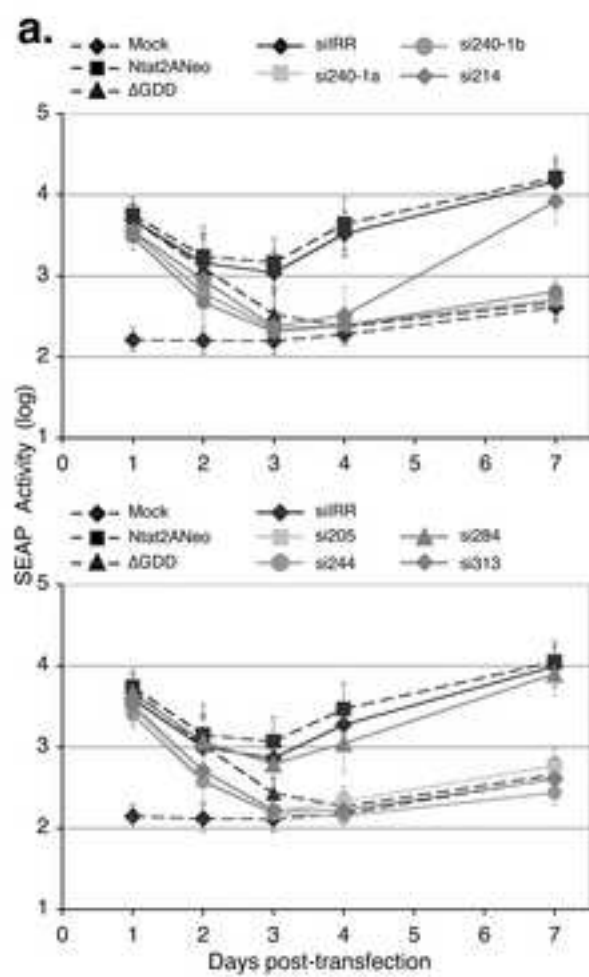 a.
Mock siIRR si240-1b
Ntat2ANeo si240-1a si214
ΔGDD
5
4
3
2
1
0 1 2 3 4 5 6 7
SEAP Activity (log)
Mock siIRR
Ntat2ANeo si205 si284
ΔGDD si244 si313
5
4
3
2
1
0 1 2 3 4 5 6 7
Days post-transfection